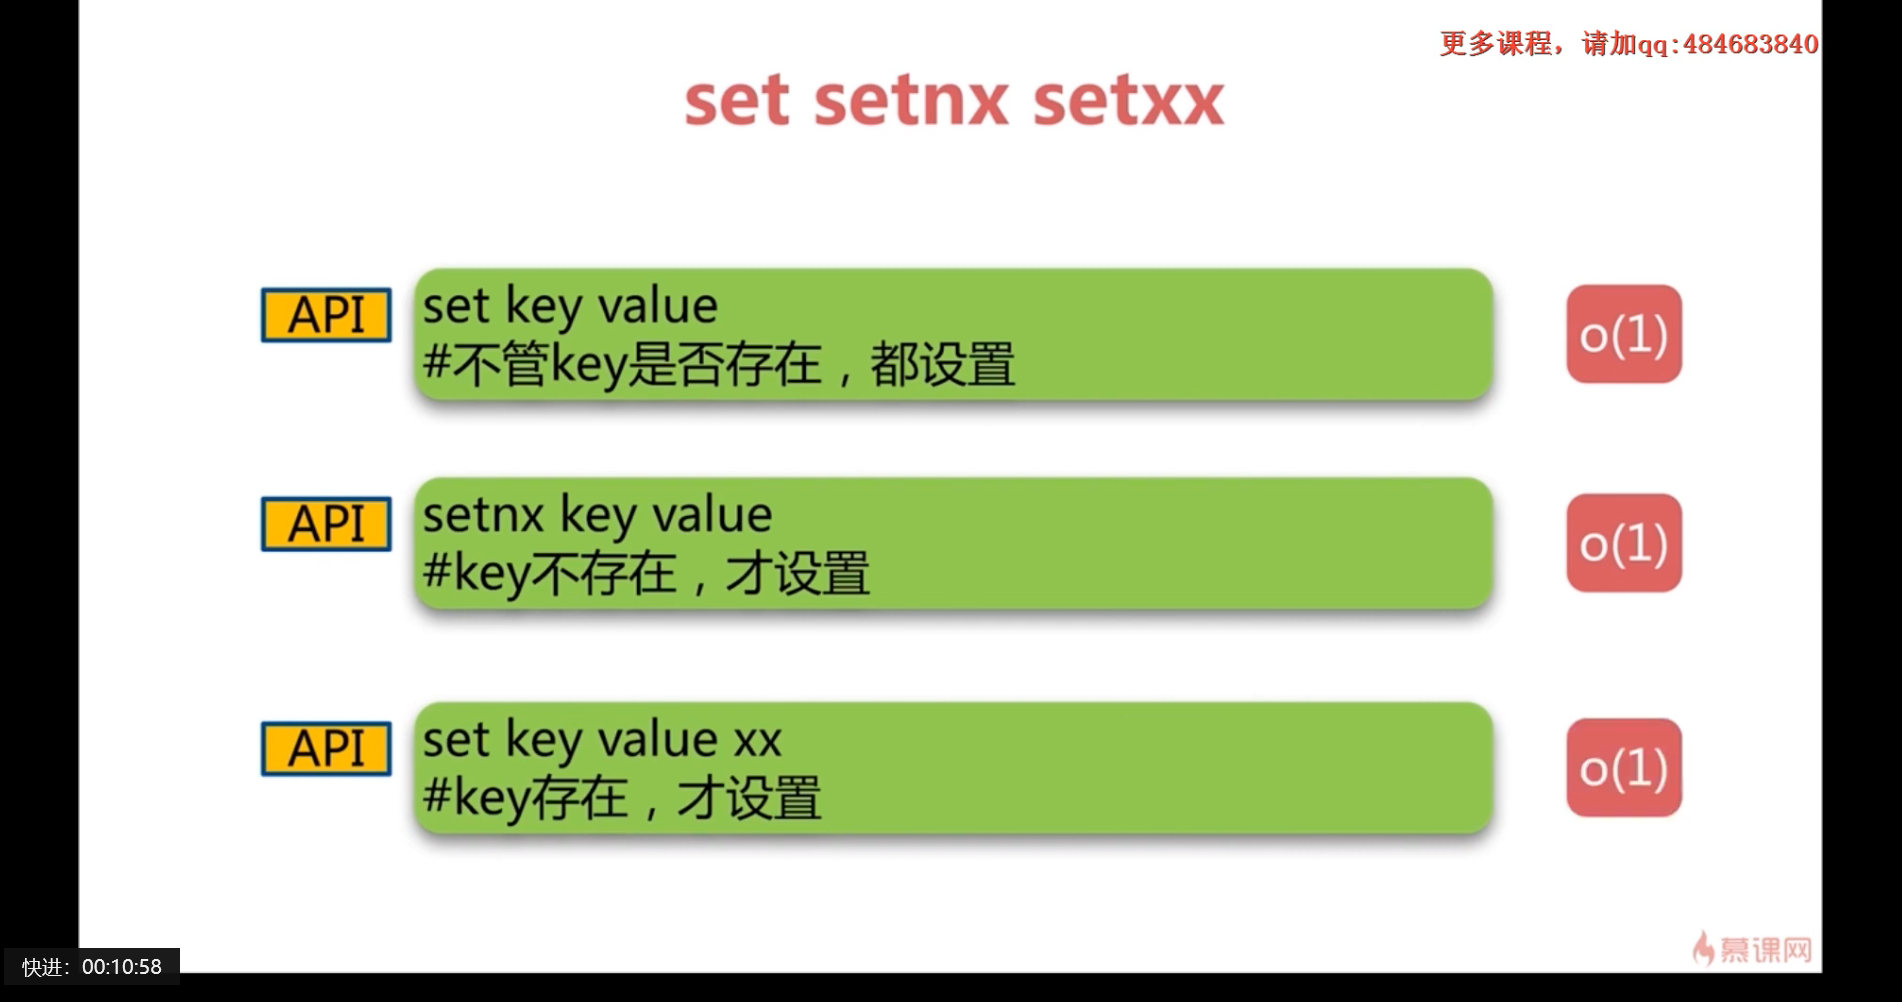 更多课程，请加qq:484683840
set setnx setxx
API
set key value
#不管key是否存在，都设置
o(1)
API
setnx key value
#key不存在，才设置
o(1)
API
set key value xx
#key存在，才设置
o(1)
慕课网
快进：00:10:58